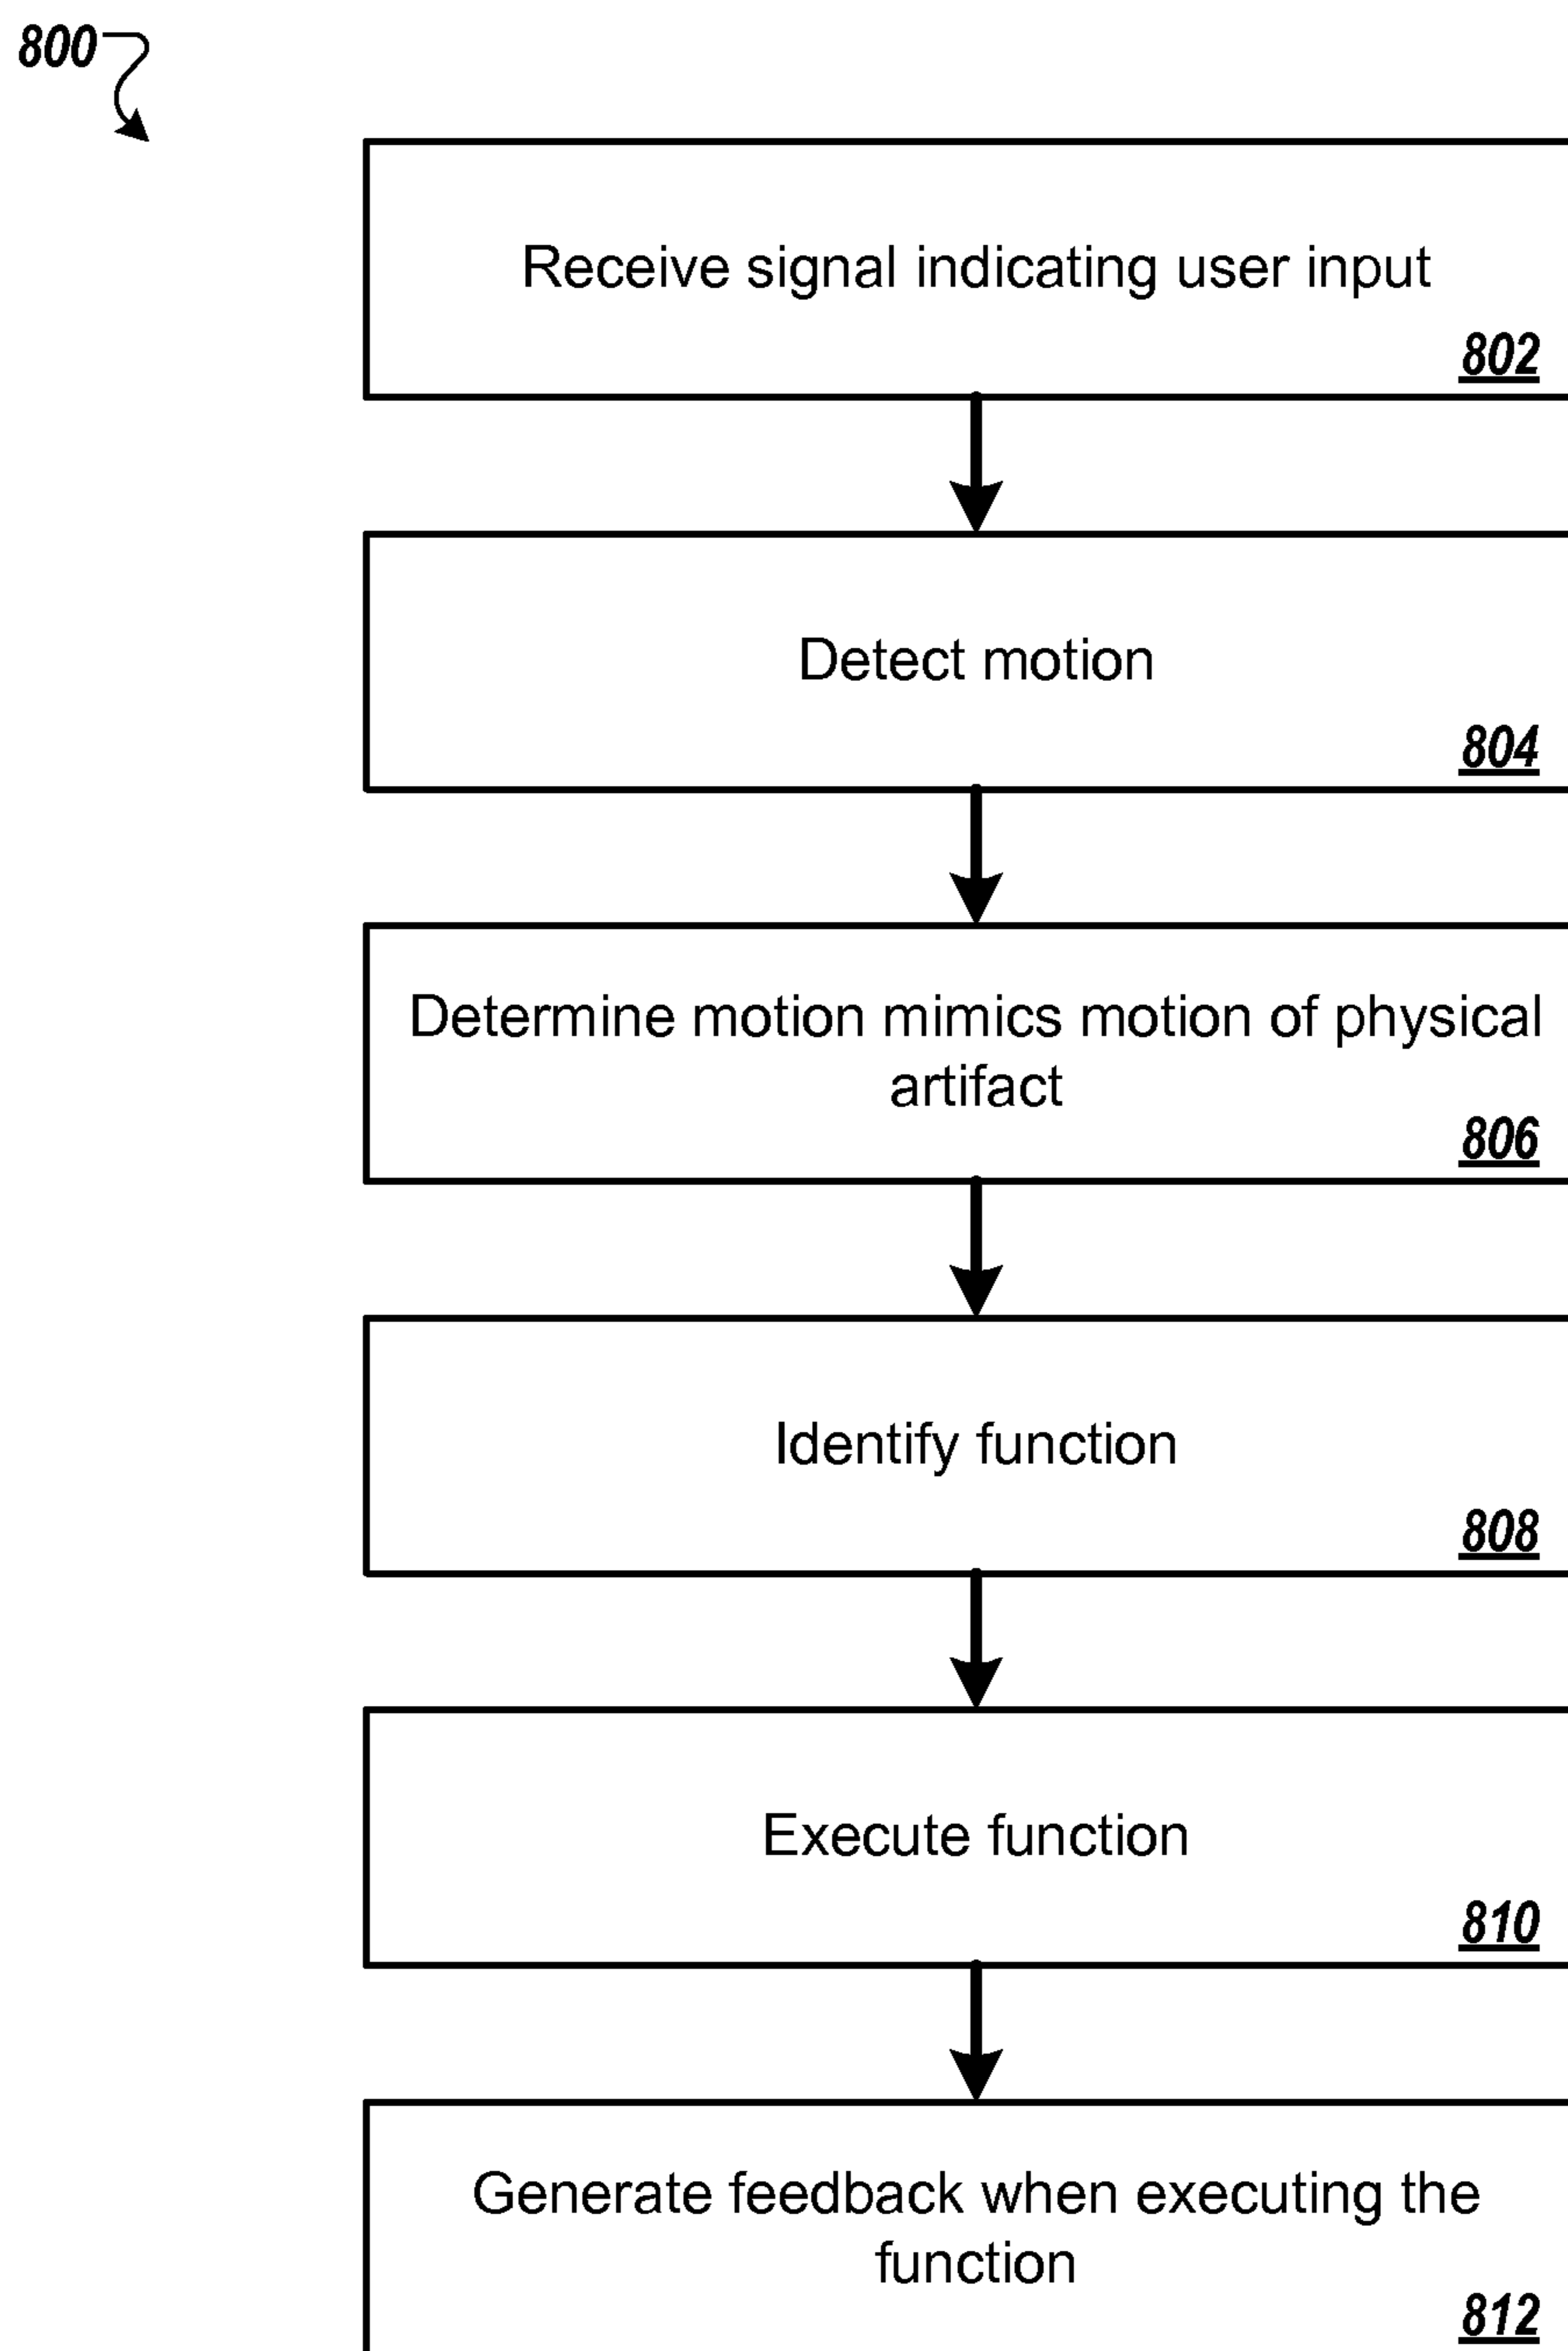 800
Receive signal indicating user input
802
Detect motion
804
Determine motion mimics motion of physical
artifact
806
Identify function
808
Execute function
810
Generate feedback when executing the
function
812